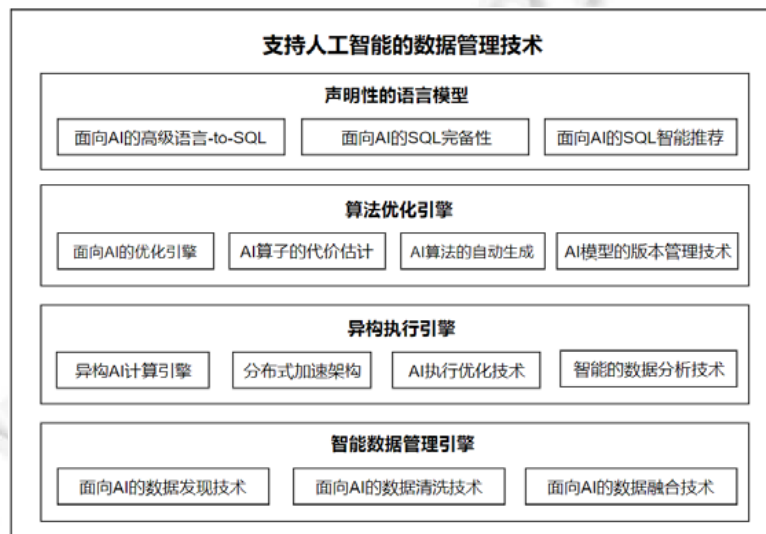 支持人工智能的数据管理技术
声明性的语言模型
面向AI的高级语言-to-SQL 面向AI的SQL完备性 面向AI的SQL智能推荐
算法优化引擎
面向AI的优化引擎 AI算子的代价估计 AI算法的自动生成 AI模型的版本管理技术
异构执行引擎
异构AI计算引擎 分布式加速架构 AI执行优化技术 智能的数据分析技术
智能数据管理引擎
面向AI的数据发现技术 面向AI的数据清洗技术 面向AI的数据融合技术